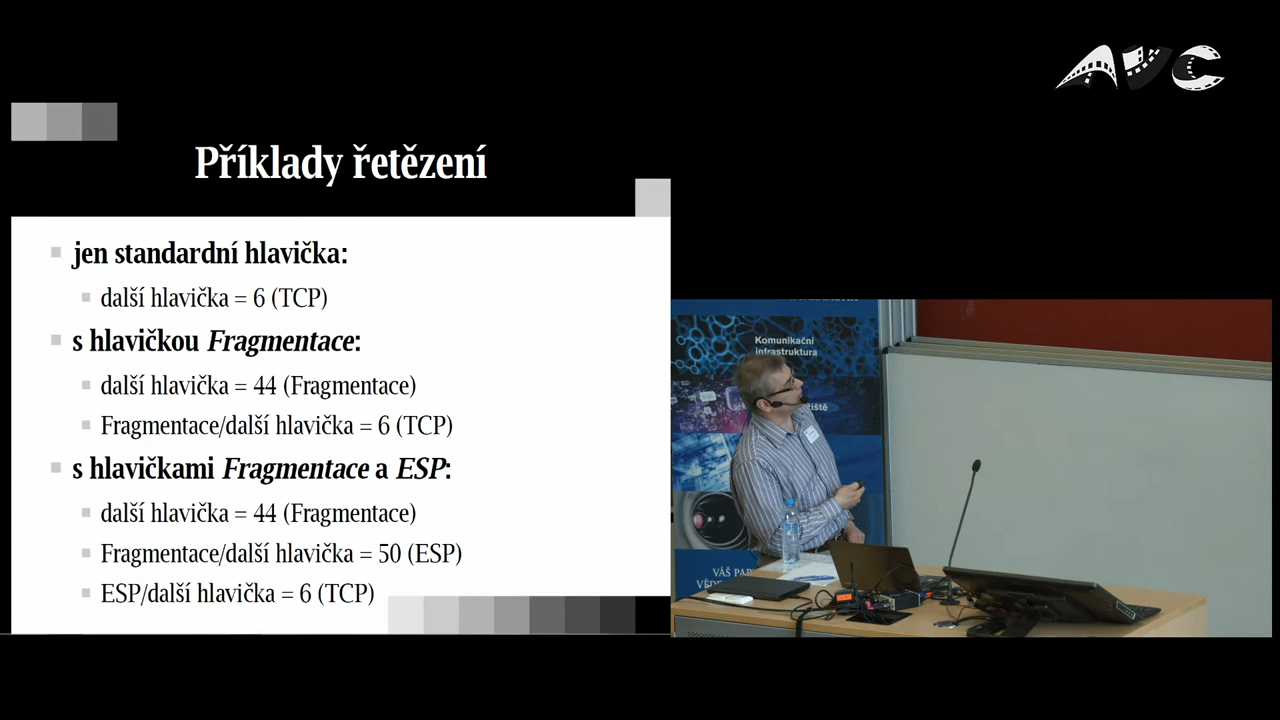 AVC
Příklady řetězení
jen standardní hlavička:
další hlavička = 6 (TCP)
s hlavičkou Fragmentace:
další hlavička = 44 (Fragmentace)
Fragmentace/další hlavička = 6 (TCP)
s hlavičkami Fragmentace a ESP:
další hlavička = 44 (Fragmentace)
Fragmentace/další hlavička = 50 (ESP)
ESP/další hlavička = 6 (TCP)
Komunikační
infrastruktura
VÁŠ